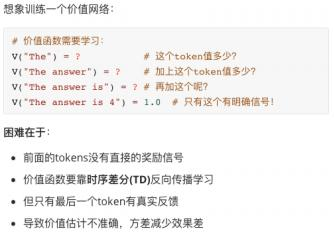 想象训练一个价值网络：
# 价值函数需要学习：
V("The") = ? # 这个token值多少？
V("The answer") = ? # 加上这个token值多少？
V("The answer is") = ? # 再加这个呢？
V("The answer is 4") = 1.0 # 只有这个有明确信号！
困难在于：
• 前面的tokens没有直接的奖励信号
• 价值函数要靠时序差分(TD)反向传播学习
• 但只有最后一个token有真实反馈
• 导致价值估计不准确，方差减少效果差